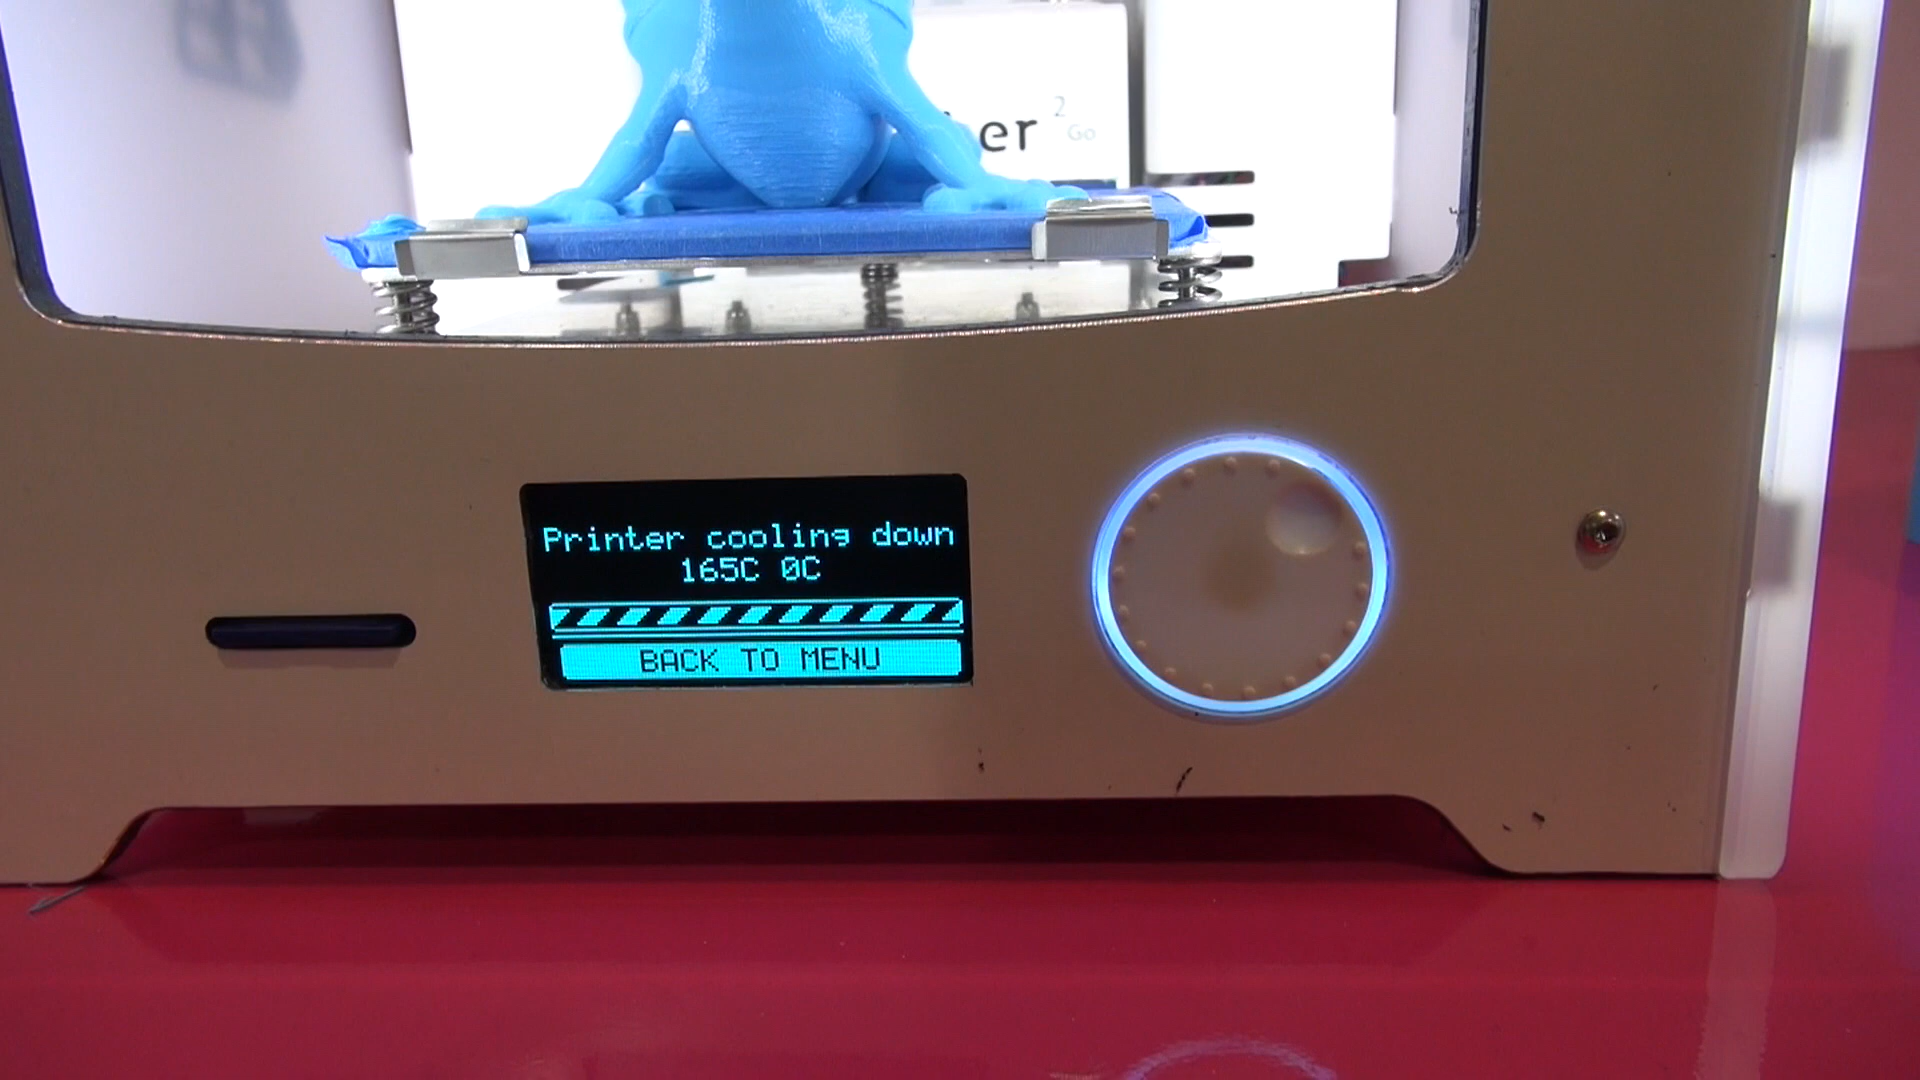 er 2
Go
Printer cooling down
165C 0C
BACK TO MENU